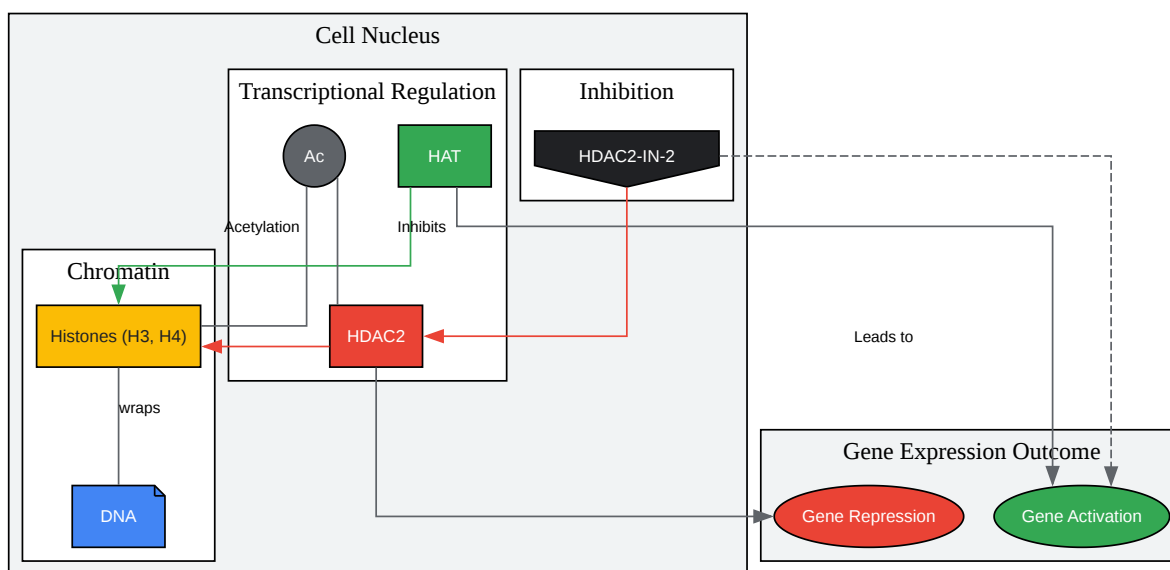 Cell Nucleus
Transcriptional Regulation
Inhibition
Ac
HAT
HDAC2-IN-2
Acetylation
Inhibits
Chromatin
Histones (H3, H4)
HDAC2
Leads to
wraps
Gene Expression Outcome
DNA
Gene Repression
Gene Activation